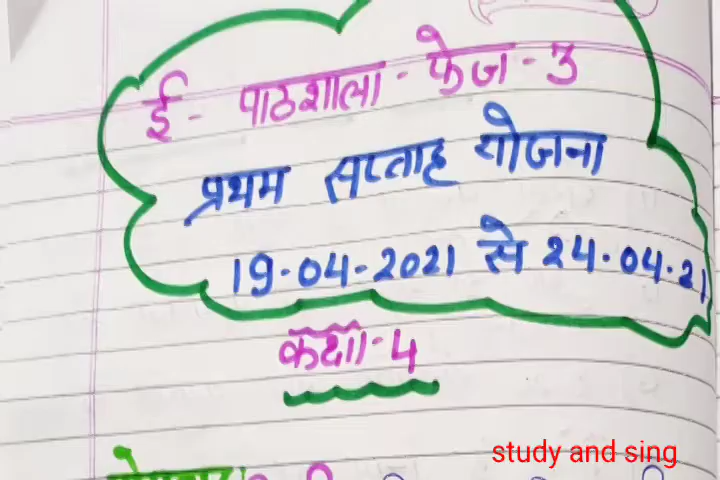 ई- पाठशाला - फेज - 3
प्रथम सप्ताह योजना
19.04-2021 से 24.04.21
कक्षा - 4
study and sing